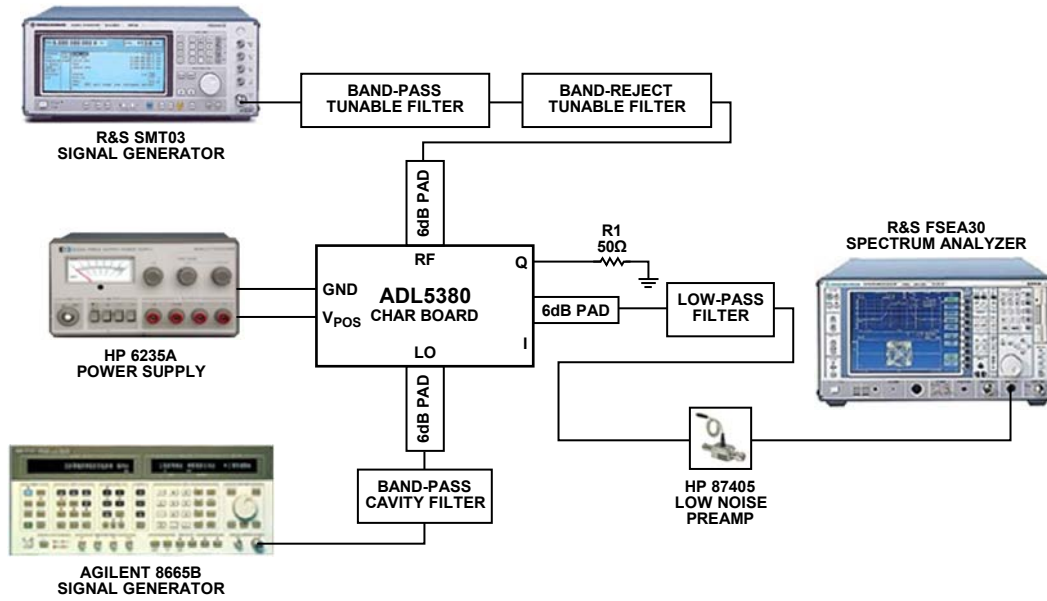 BAND-PASS
TUNABLE FILTER
BAND-REJECT
TUNABLE FILTER
R&S SMT03
SIGNAL GENERATOR
6dB PAD
R1
50Ω
R&S FSEA30
SPECTRUM ANALYZER
RF
Q
GND
ADL5380
CHAR BOARD
6dB PAD
LOW-PASS
FILTER
VPOS
I
LO
HP 6235A
POWER SUPPLY
6dB PAD
HP 87405
LOW NOISE
PREAMP
BAND-PASS
CAVITY FILTER
AGILENT 8665B
SIGNAL GENERATOR